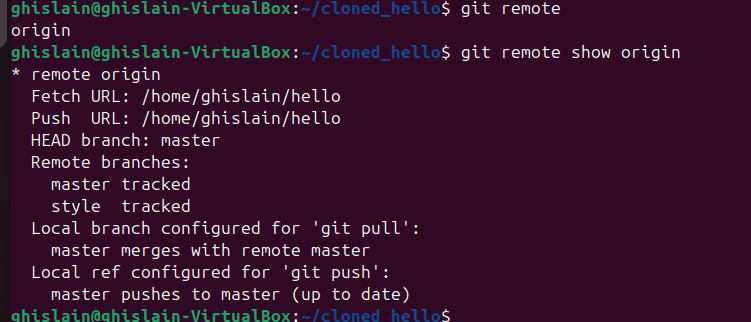 ghislain@ghislain-VirtualBox:~/cloned_hello$ git remote
origin
ghislain@ghislain-VirtualBox:~/cloned_hello$ git remote show origin
* remote origin
  Fetch URL: /home/ghislain/hello
  Push  URL: /home/ghislain/hello
  HEAD branch: master
  Remote branches:
    master tracked
    style  tracked
  Local branch configured for 'git pull':
    master merges with remote master
  Local ref configured for 'git push':
    master pushes to master (up to date)
ghislain@ghislain-VirtualBox:~/cloned_hello$